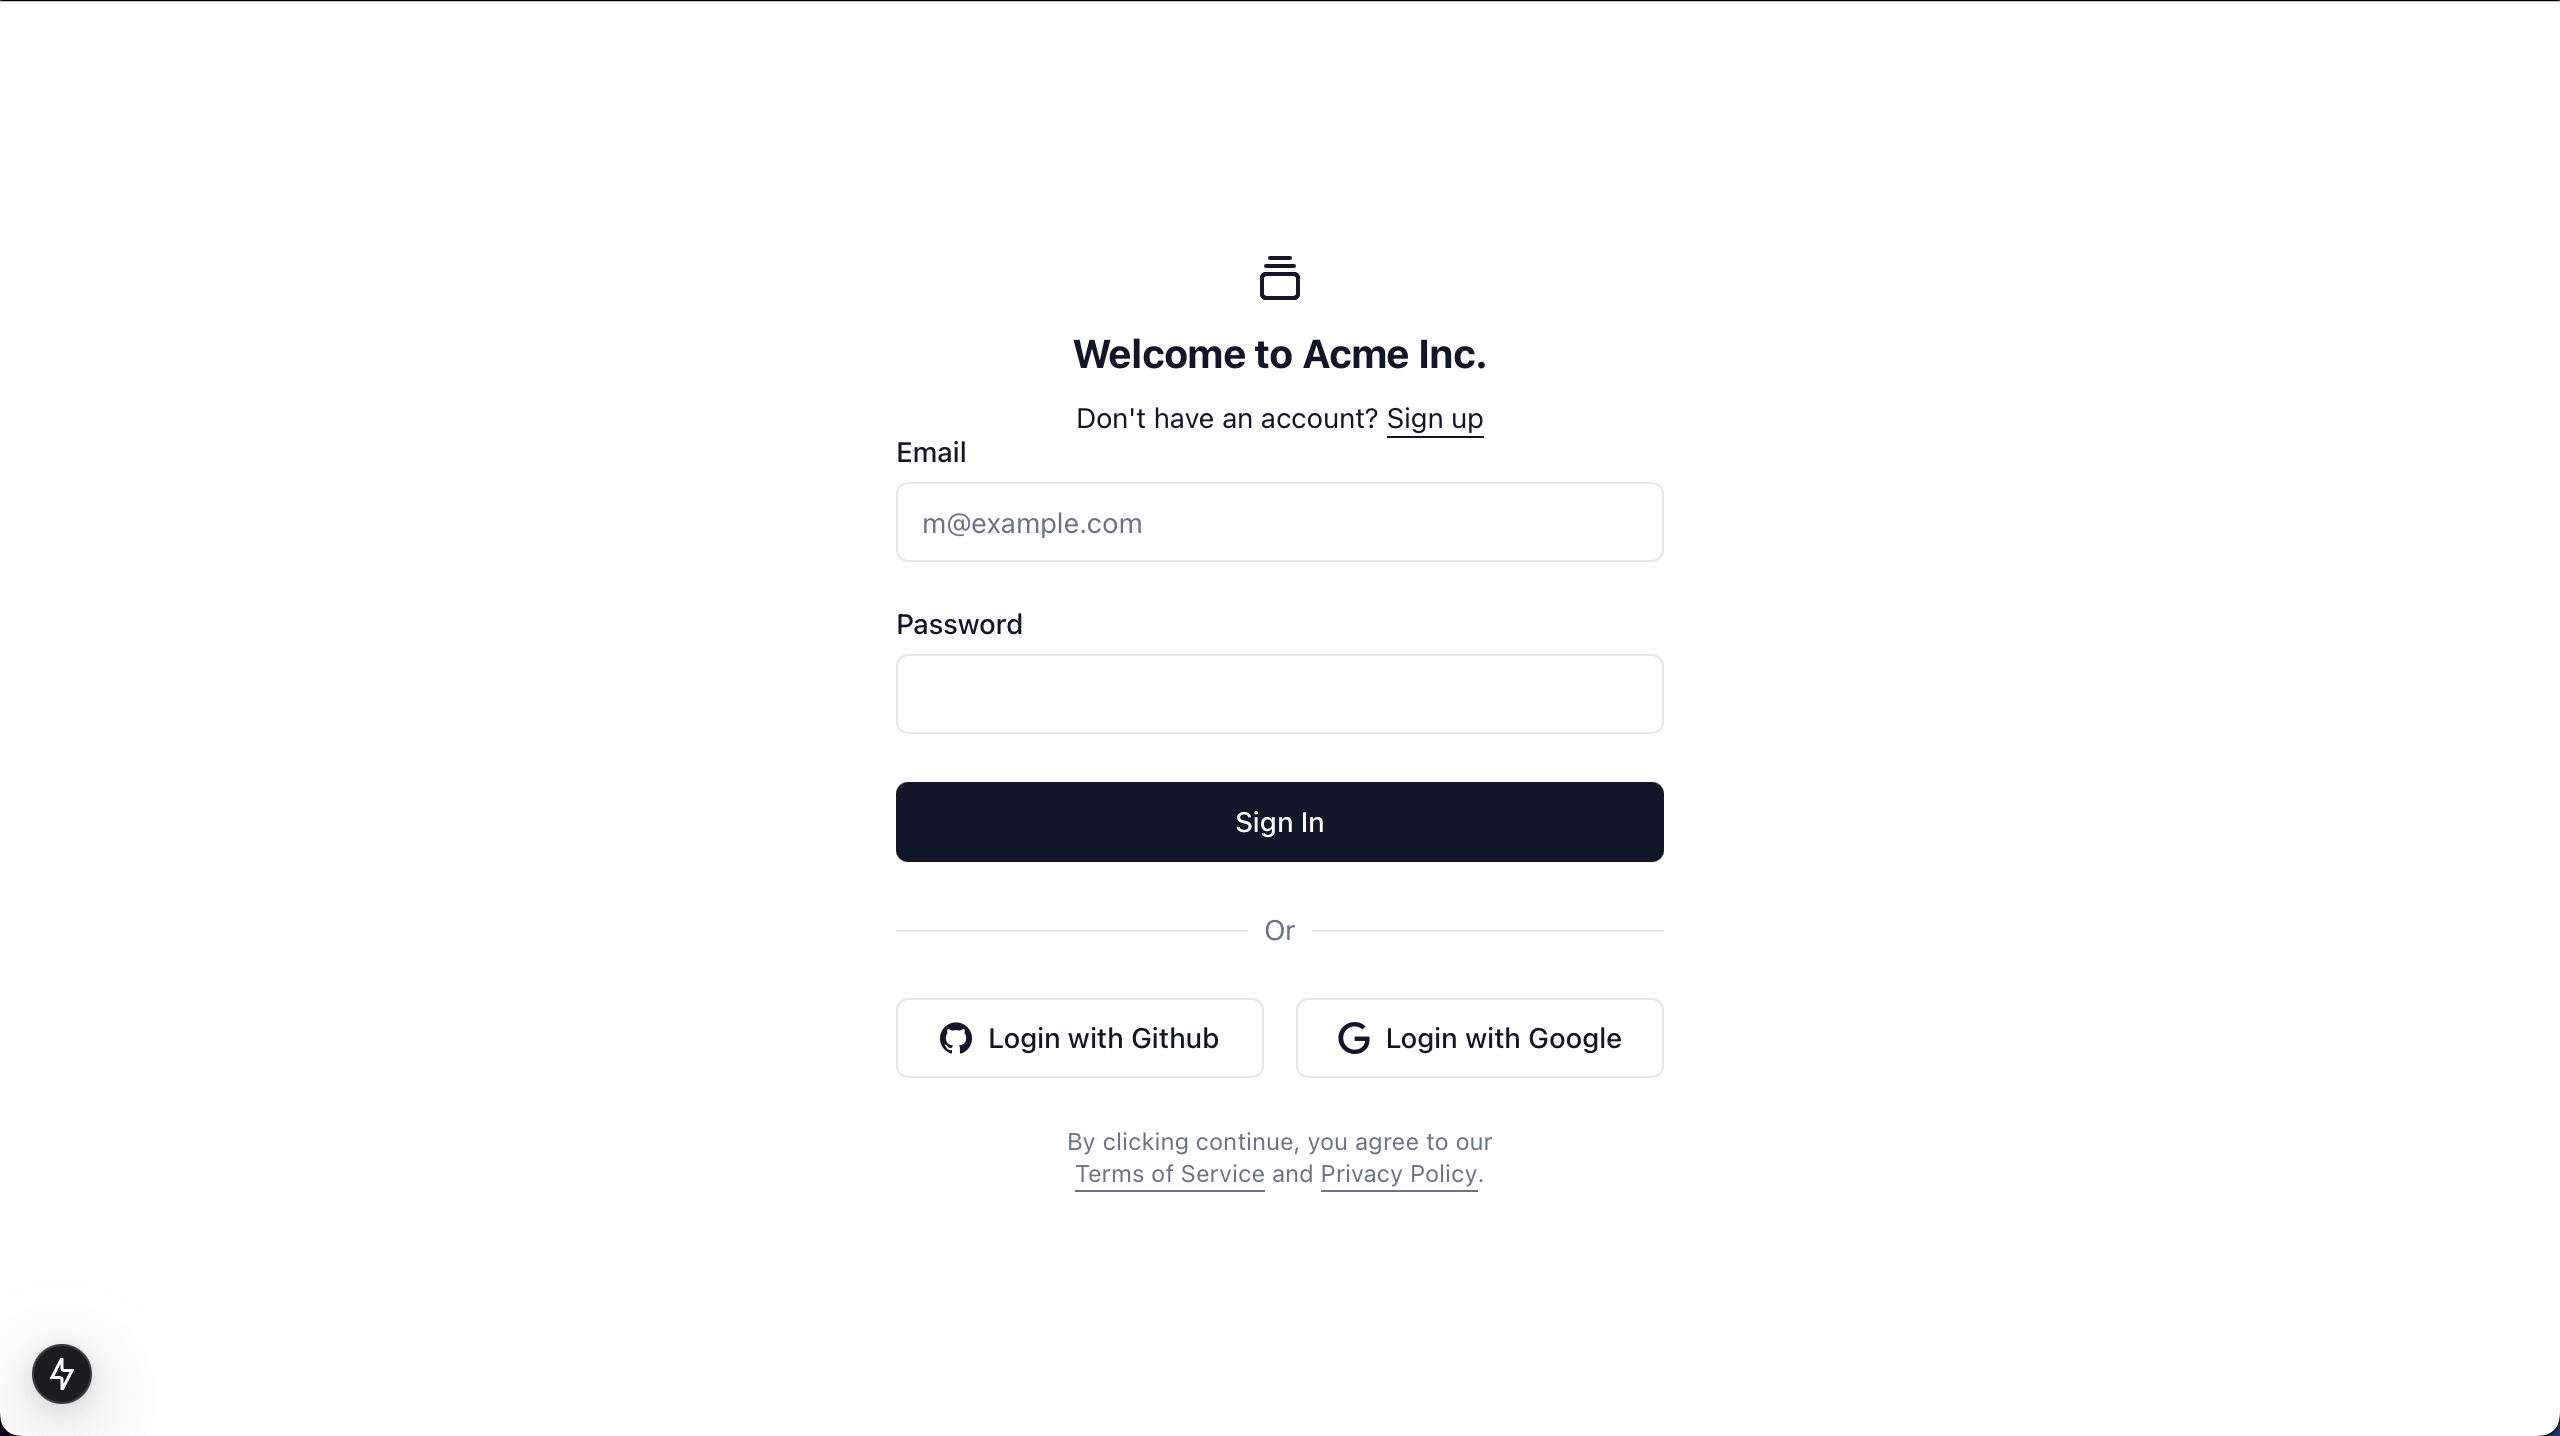 Welcome to Acme Inc.
Don't have an account? Sign up
Email
m@example.com
Password
Sign In
Or
Login with Github
Login with Google
By clicking continue, you agree to our
Terms of Service and Privacy Policy.